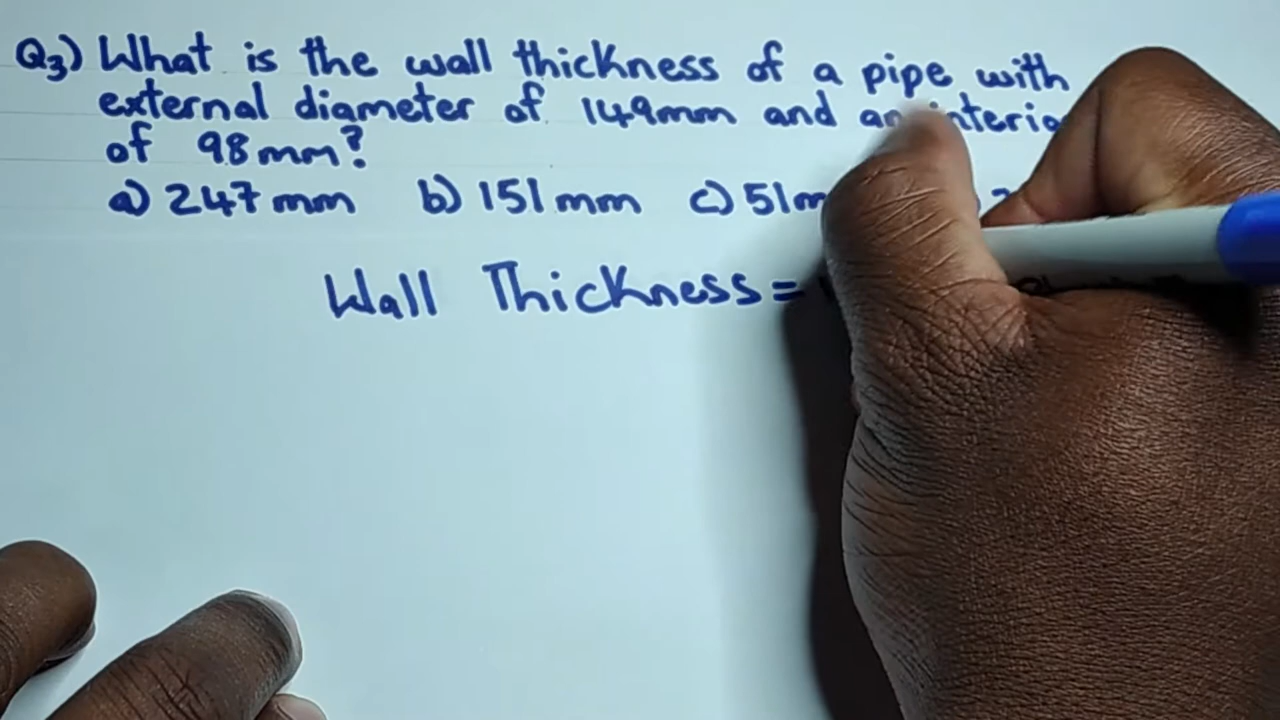 Q3) What is the wall thickness of a pipe with
external diameter of 149mm and an
of 98mm?
a) 247mm b) 151mm c) 51m
Wall Thickness =